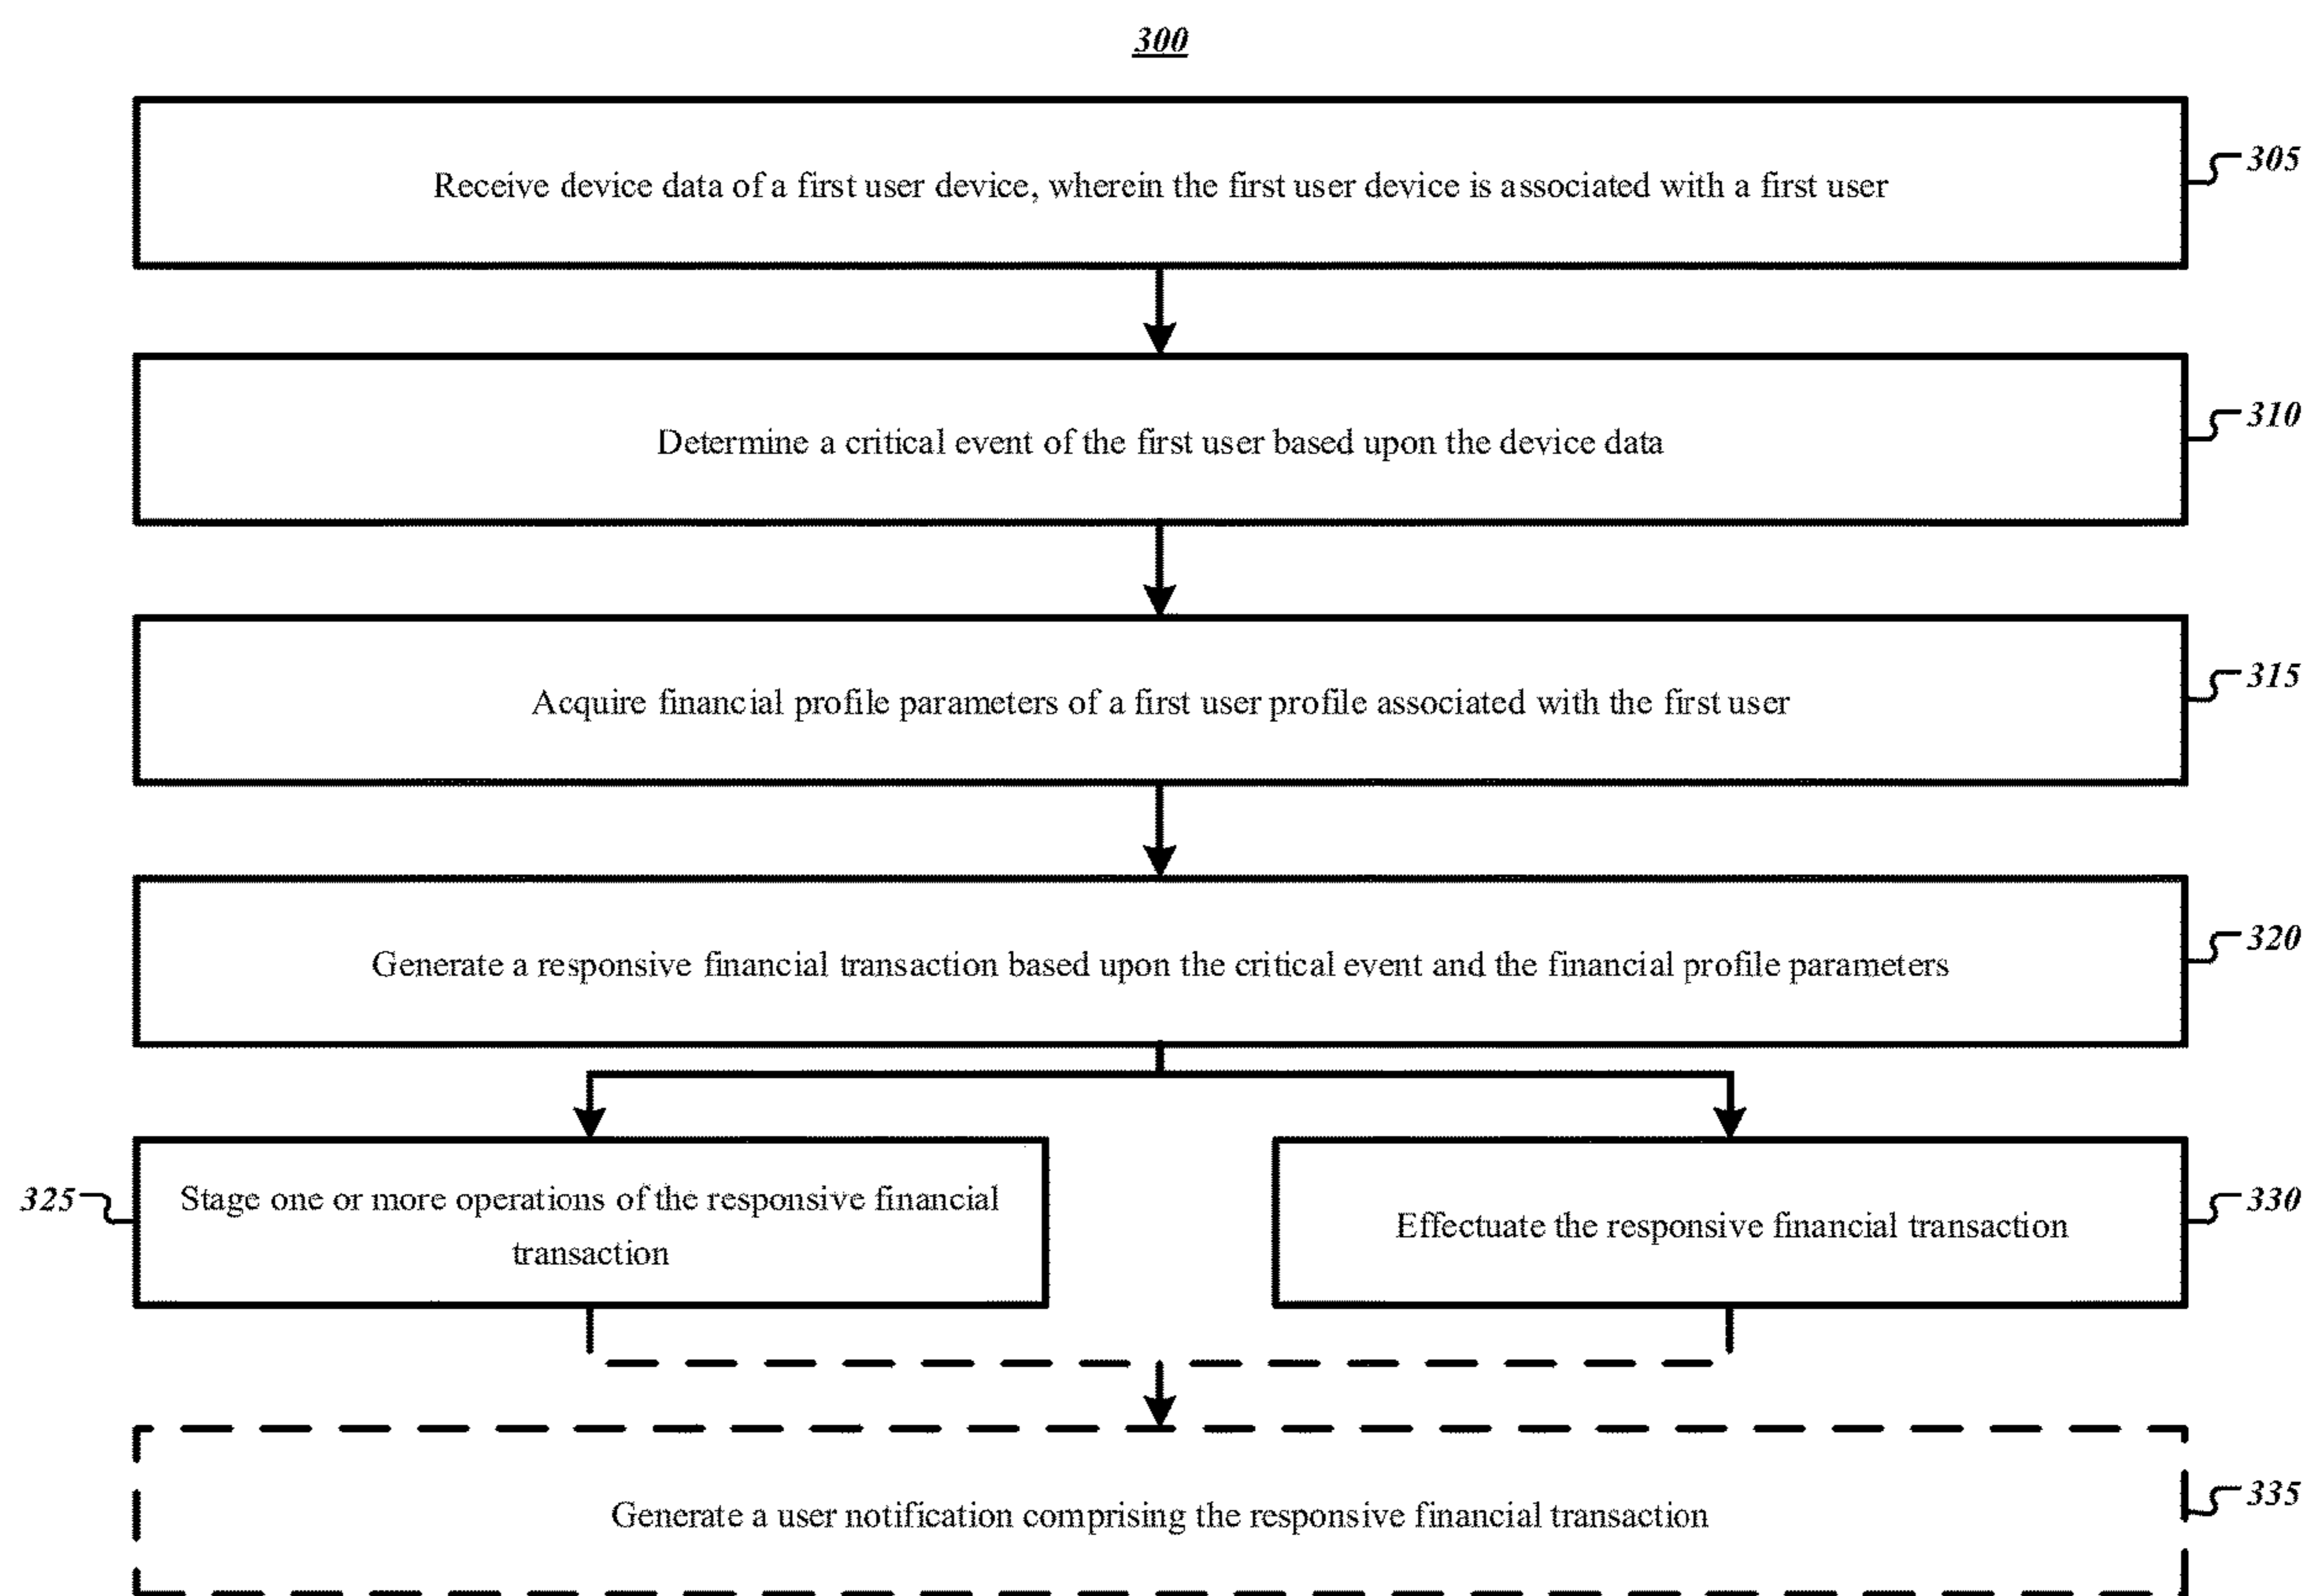 300
Receive device data of a first user device, wherein the first user device is associated with a first user
305
Determine a critical event of the first user based upon the device data
310
Acquire financial profile parameters of a first user profile associated with the first user
315
Generate a responsive financial transaction based upon the critical event and the financial profile parameters
320
325
Stage one or more operations of the responsive financial
transaction
Effectuate the responsive financial transaction
330
Generate a user notification comprising the responsive financial transaction
335